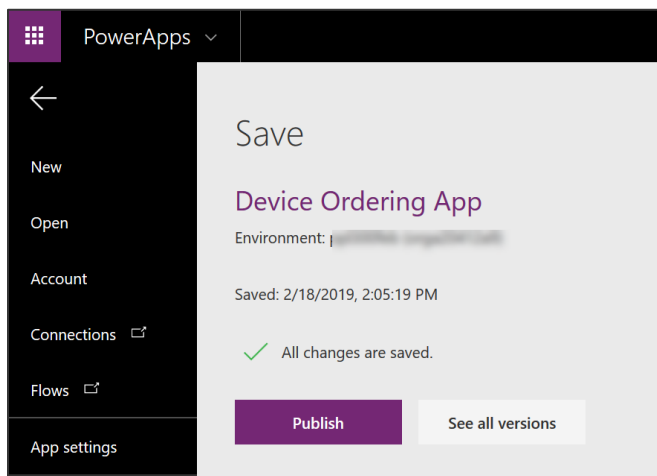 PowerApps
New
Open
Account
Connections
Flows
App settings
Save
Device Ordering App
Environment:
Saved: 2/18/2019, 2:05:19 PM
All changes are saved.
Publish
See all versions